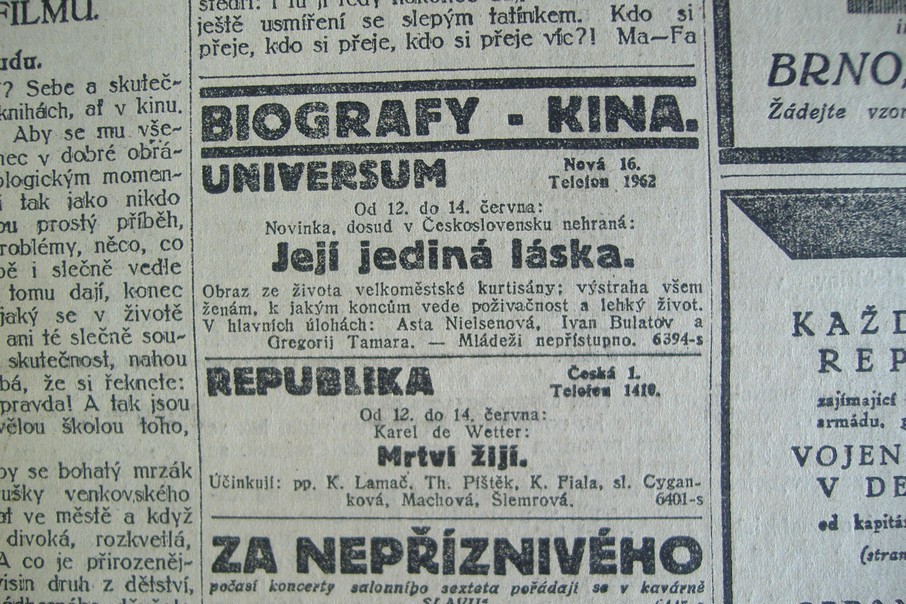 FILMU.
udu.
? Sebe a skuteč-
knihách, ať v kinu.
Aby se mu vše-
nec v dobré obrá-
ologickým momen-
i tak jako nikdo
ou prostý příběh,
roblémy, něco, co
bě i slečně vedle
tomu dají, konec
jaký se v životě
ani té slečně sou-
skutečnost, nahou
bá, že si řeknete:
pravda! A tak jsou
vělou školou toho,
by se bohatý mrzák
ušky venkovského
ať ve městě a když
divoká, rozkvetlá,
A co je přirozeněj-
visin druh z dětství,
ještě usmíření se slepým tatínkem. Kdo si
přeje, kdo si přeje, kdo si přeje víc?! Ma—Fa
BIOGRAFY - KINA.
UNIVERSUM
Nová 16.
Telefon 1962
Od 12. do 14. června:
Novinka, dosud v Československu nehraná:
Její jediná láska.
Obraz ze života velkoměstské kurtisány; výstraha všem
ženám, k jakým koncům vede poživačnost a lehký život.
V hlavních úlohách: Asta Nielsenová, Ivan Bulatov a
Gregorij Tamara. — Mládeži nepřístupno. 6394-s
REPUBLIKA
Česká 1.
Telefon 1410.
Od 12. do 14. června:
Karel de Wetter:
Mrtví žijí.
Účinkují: pp. K. Lamač, Th. Pištěk, K. Fiala, sl. Cygan-
ková, Machová, Šlemrová. 6401-s
ZA NEPŘÍZNIVÉHO
počasí koncerty salonního sexteta pořádají se v kavárně
BRNO,
Žádejte vzor
KAŽD
REP
zajímající
armádu,
VOJEN
V DE
od kapitá
(stran